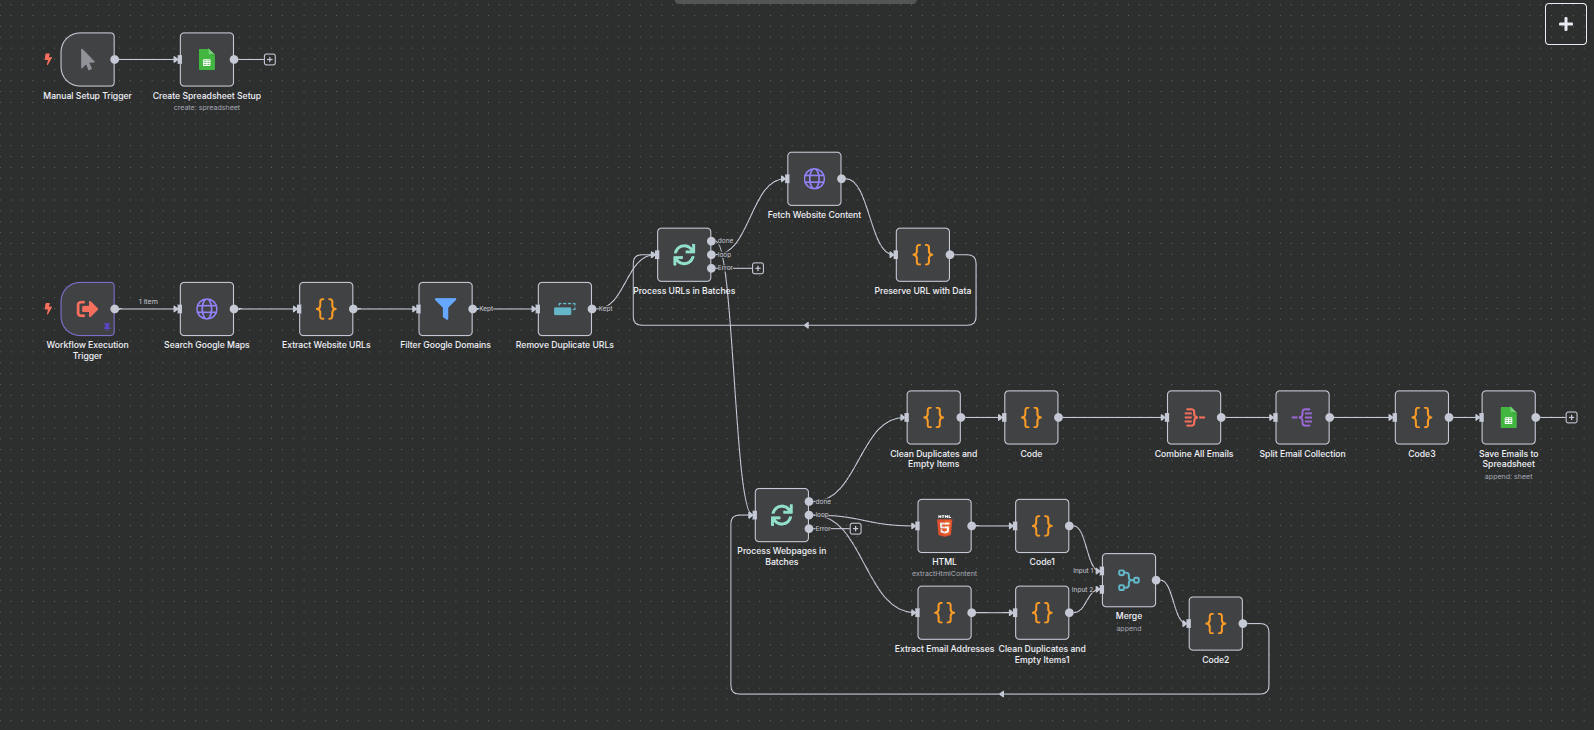 Manual Setup Trigger
Create Spreadsheet Setup
create: spreadsheet
Fetch Website Content
done
loop
Error
Process URLs in Batches
Preserve URL with Data
1 item
Kept
Kept
Workflow Execution
Trigger
Search Google Maps
Extract Website URLs
Filter Google Domains
Remove Duplicate URLs
Clean Duplicates and
Empty Items
Code
Combine All Emails
Split Email Collection
Code3
Save Emails to
Spreadsheet
append: sheet
done
loop
Error
Process Webpages in
Batches
HTML
5
HTML
extractHtmlContent
Code1
Input 1
Input 2
Merge
append
Extract Email Addresses
Clean Duplicates and
Empty Items1
Code2